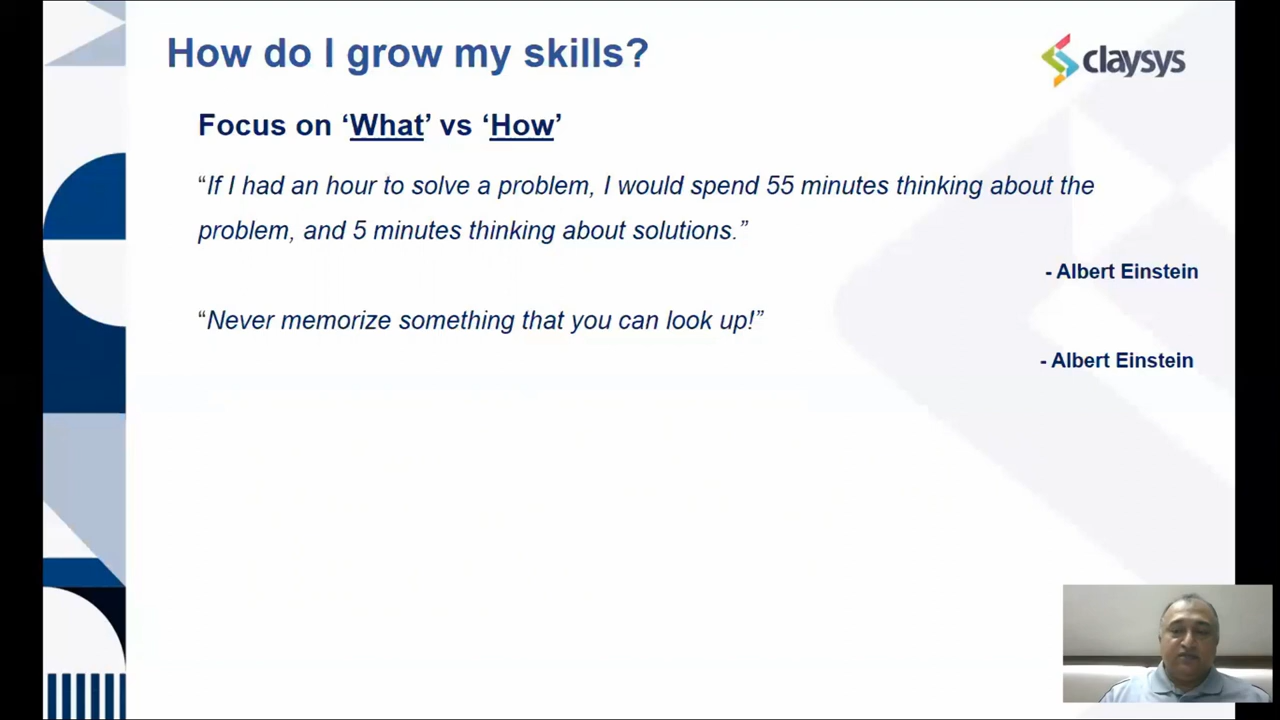 How do I grow my skills?
claysys
Focus on ‘What’ vs ‘How’
“If I had an hour to solve a problem, I would spend 55 minutes thinking about the
problem, and 5 minutes thinking about solutions.”
- Albert Einstein
“Never memorize something that you can look up!”
- Albert Einstein